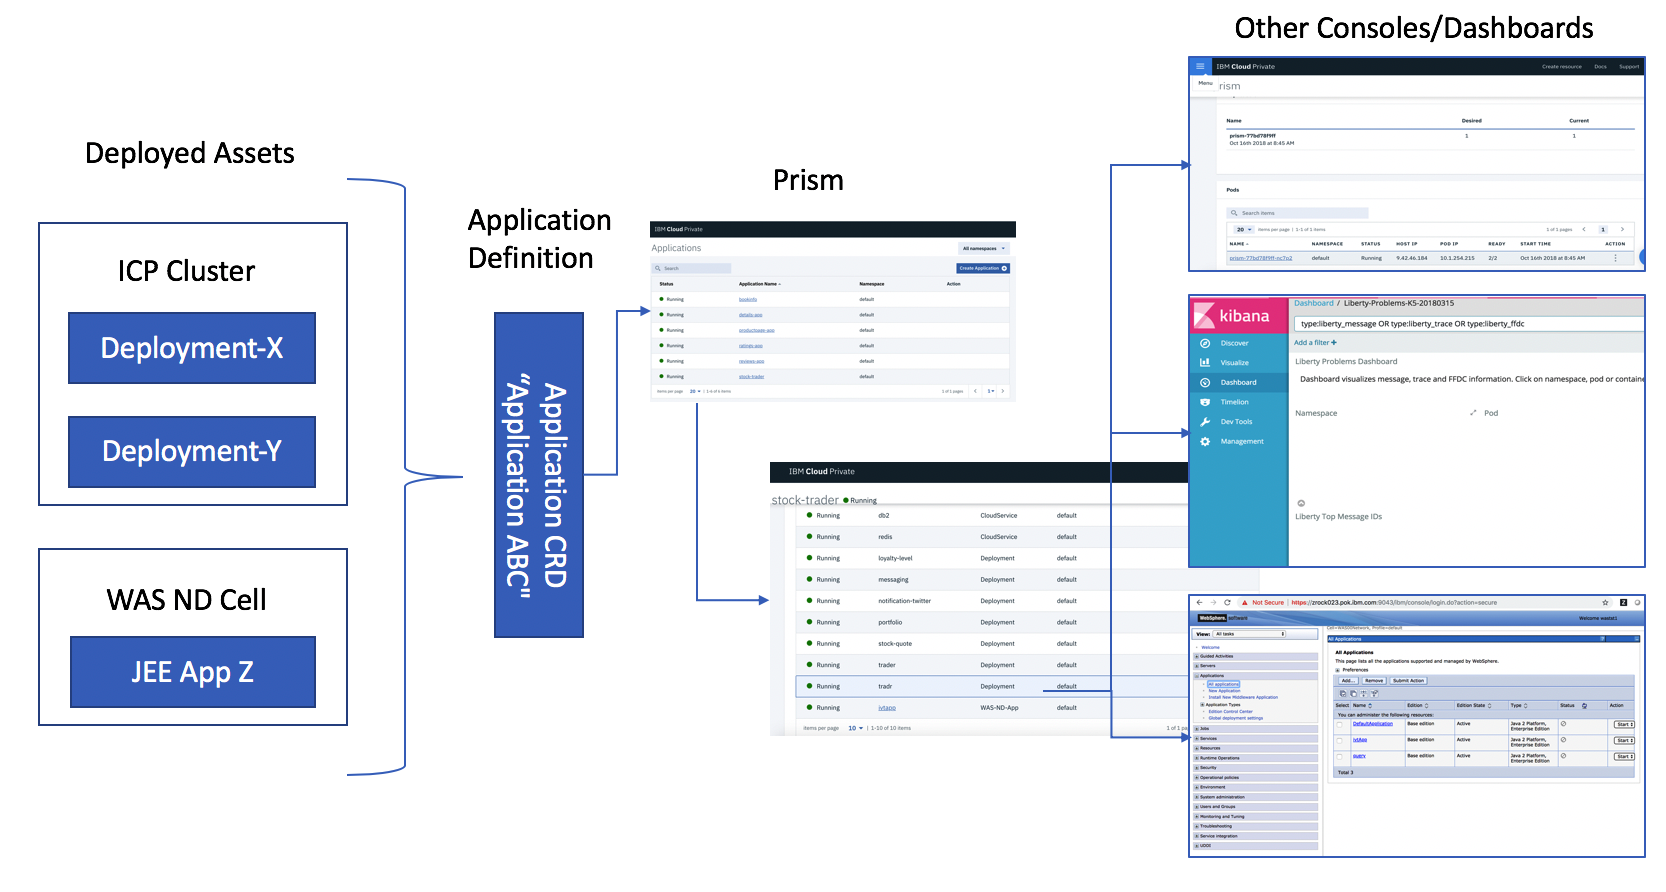 Other Consoles/Dashboards
Deployed Assets
ICP Cluster
Deployment-X
Deployment-Y
WAS ND Cell
JEE App Z
Application
Definition
Application CRD
“Application ABC"
Prism
IBM Cloud Private
Applications
All namespaces
Search
Create Application
Status Application Name Namespace Action
Running bookinfo default
Running details-app default
Running productpage-app default
Running ratings-app default
Running reviews-app default
Running stock-trader default
items per page 20 | 1-6 of 6 items 1 of 1 pages 1
IBM Cloud Private
stock-trader Running
Running db2 CloudService default
Running redis CloudService default
Running loyalty-level Deployment default
Running messaging Deployment default
Running notification-twitter Deployment default
Running portfolio Deployment default
Running stock-quote Deployment default
Running trader Deployment default
Running tradr Deployment default
Running ivtapp WAS-ND-App default
items per page 10 | 1-10 of 10 items 1 of 1
IBM Cloud Private Create resource Docs Support
Menu
rism
Name Desired Current
prism-77bd78f9ff 1 1
Oct 16th 2018 at 8:45 AM
Pods
Search items
20 items per page | 1-1 of 1 items 1 of 1 pages 1
NAME NAMESPACE STATUS HOST IP POD IP READY START TIME ACTION
prism-77bd78f9ff-nc7p2 default Running 9.42.46.184 10.1.254.215 2/2 Oct 16th 2018 at 8:45 AM
kibana
Discover
Visualize
Dashboard
Timelion
Dev Tools
Management
Dashboard / Liberty-Problems-K5-20180315
type:liberty_message OR type:liberty_trace OR type:liberty_ffdc
Add a filter +
Liberty Problems Dashboard
Dashboard visualizes message, trace and FFDC information. Click on namespace, pod or containe
Namespace Pod
Liberty Top Message IDs
Not Secure https://zrock023.pok.ibm.com:9043/ibm/console/login.do?action=secure
WebSphere. software Welcome
View: All tasks
Welcome
Guided Activities
Servers
Applications
All applications
New Application
Install New Middleware Application
Application Types
Edition Control Center
Global deployment settings
Jobs
Services
Resources
Runtime Operations
Security
Operational policies
Environment
System administration
Users and Groups
Monitoring and Tuning
Troubleshooting
Service integration
UDDI
All Applications
All Applications
This page lists all the applications supported and managed by WebSphere.
Preferences
Add... Remove Submit Action
Select Name Edition Edition State Type Status Action
You can administer the following resources:
DefaultApplication Base edition Active Java 2 Platform, Enterprise Edition Start
ivtApp Base edition Active Java 2 Platform, Enterprise Edition Start
query Base edition Active Java 2 Platform, Enterprise Edition Start
Total 3